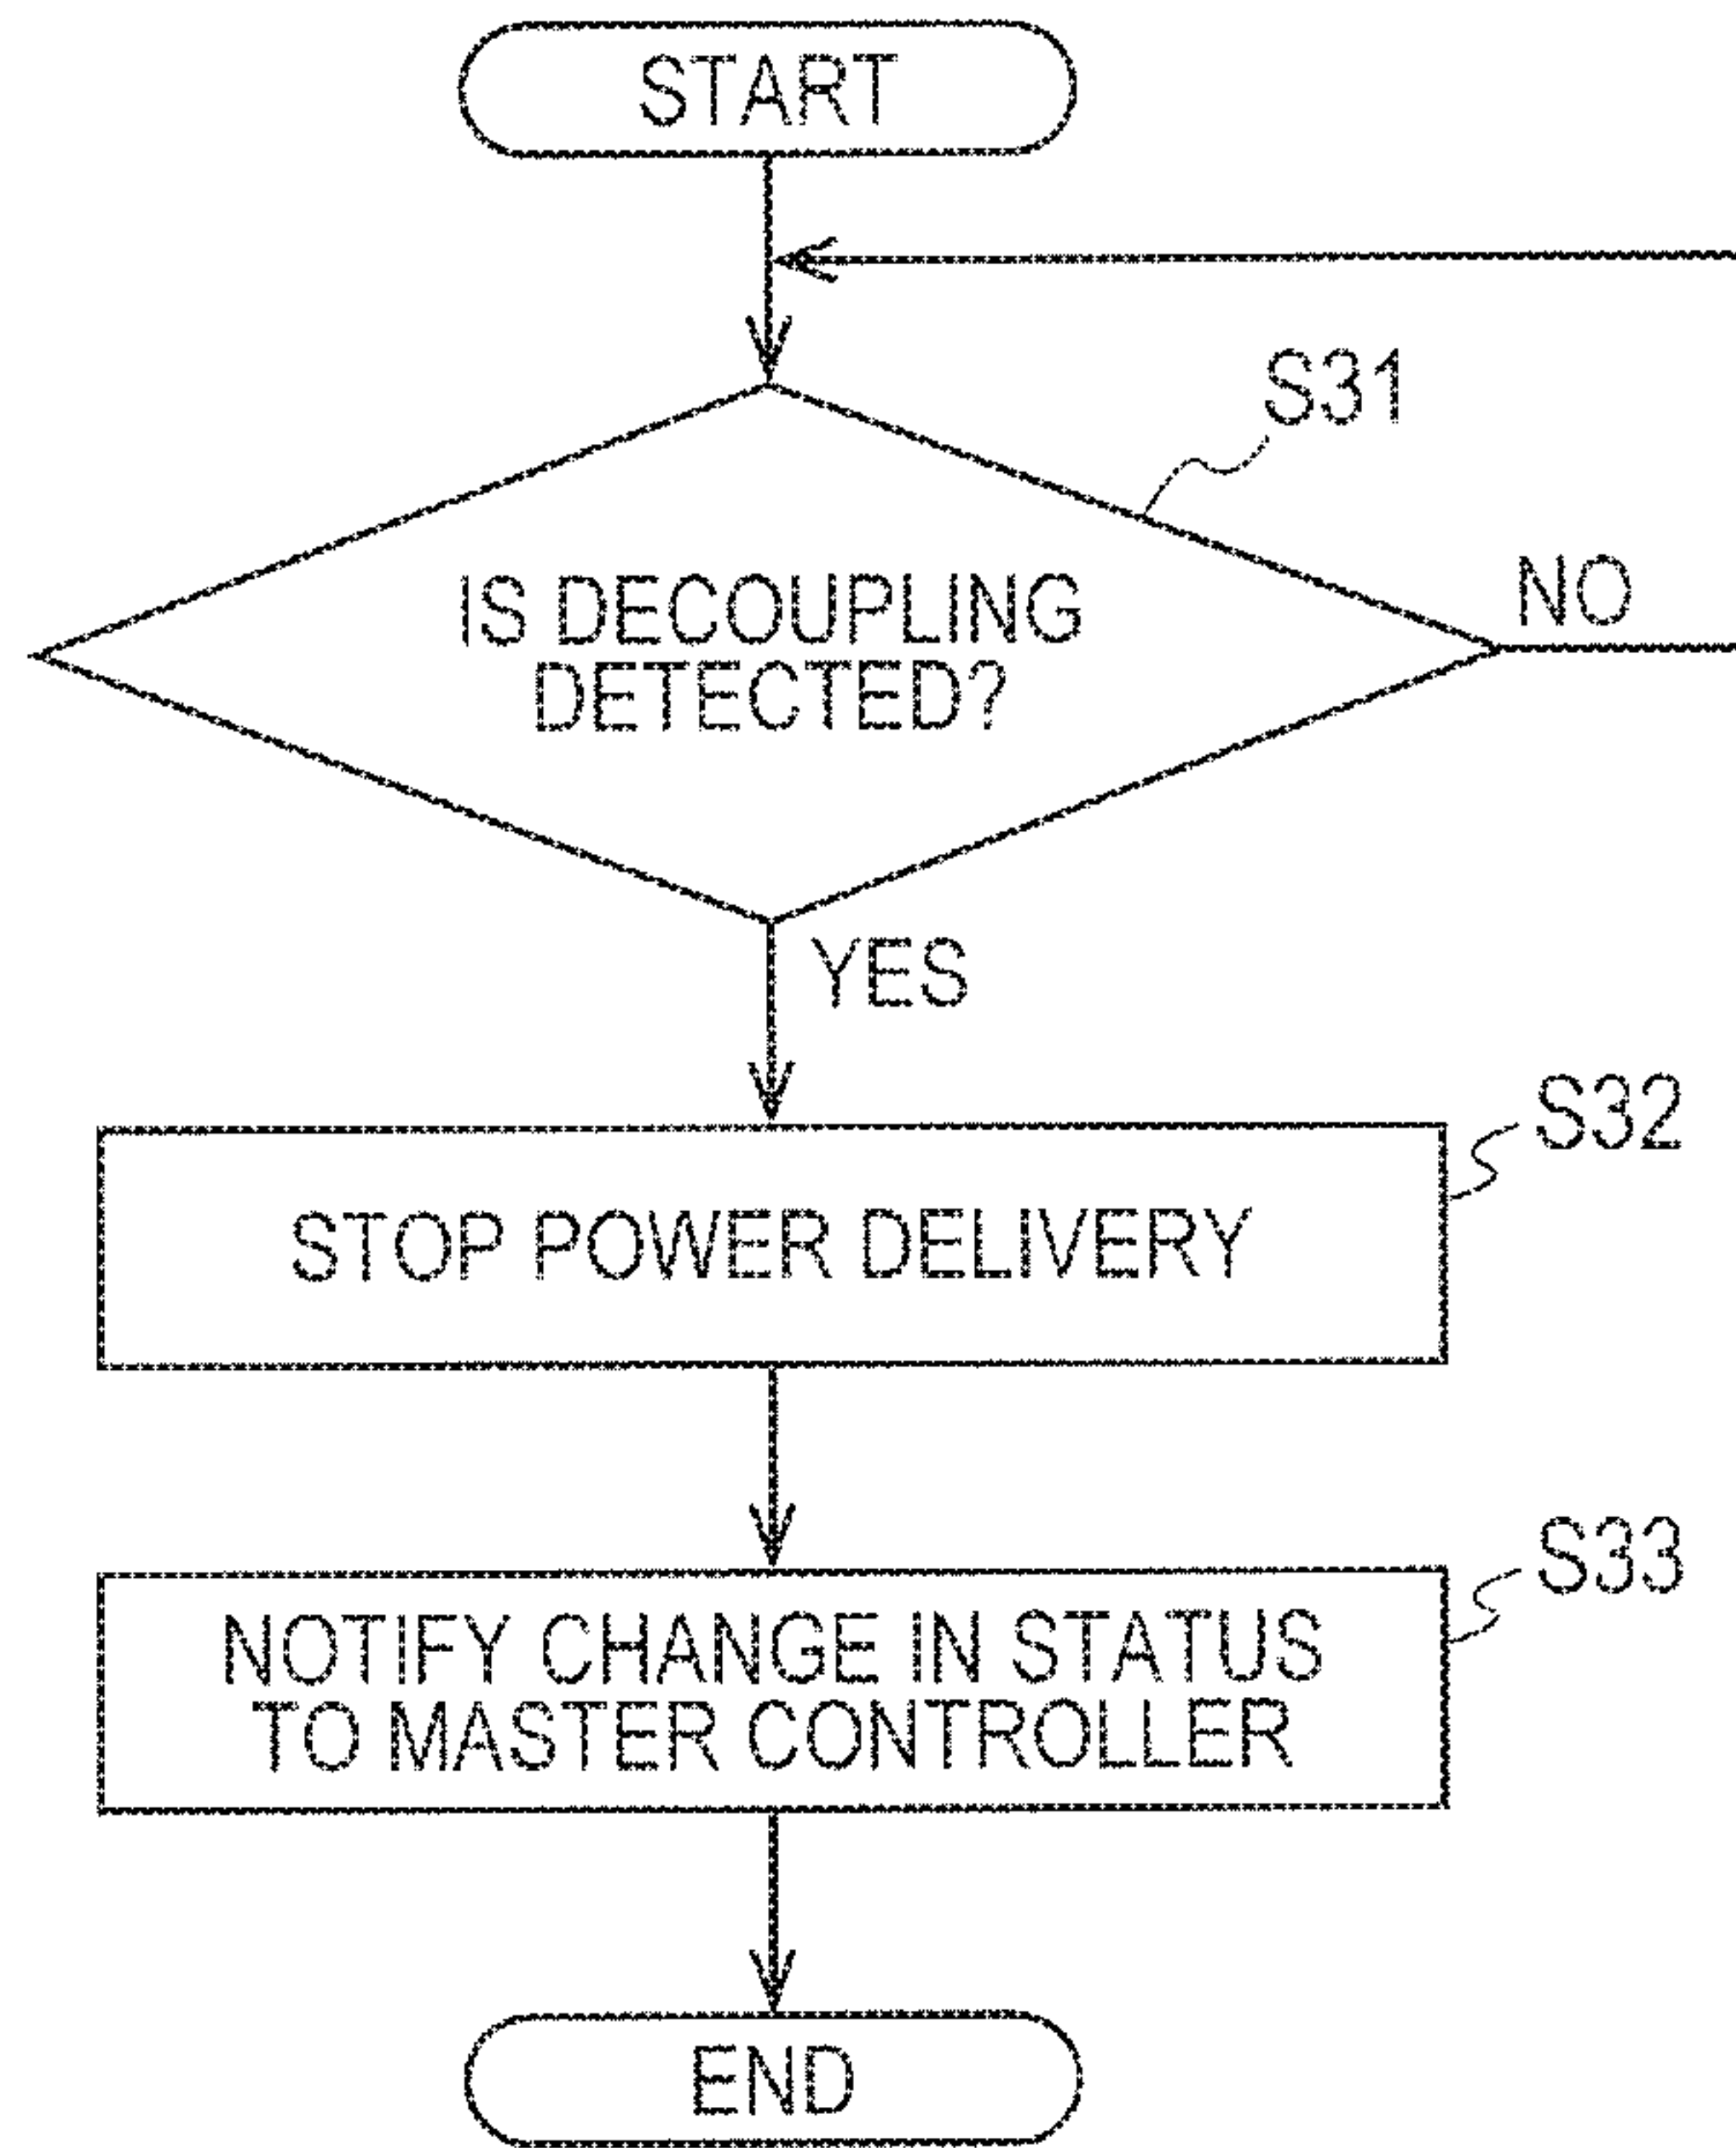 START
S31
IS DECOUPLING
DETECTED?
NO
YES
S32
STOP POWER DELIVERY
S33
NOTIFY CHANGE IN STATUS
TO MASTER CONTROLLER
END